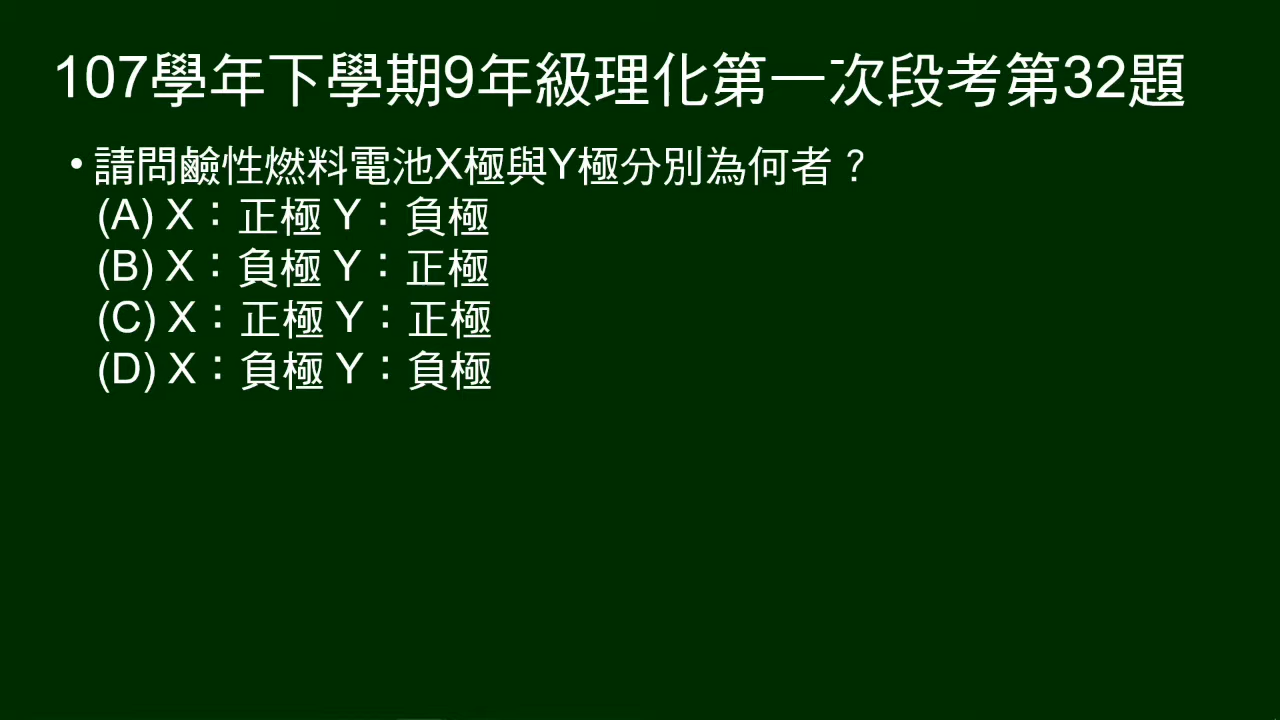 107學年下學期9年級理化第一次段考第32題
• 請問鹼性燃料電池X極與Y極分別為何者？
(A) X：正極 Y：負極
(B) X：負極 Y：正極
(C) X：正極 Y：正極
(D) X：負極 Y：負極